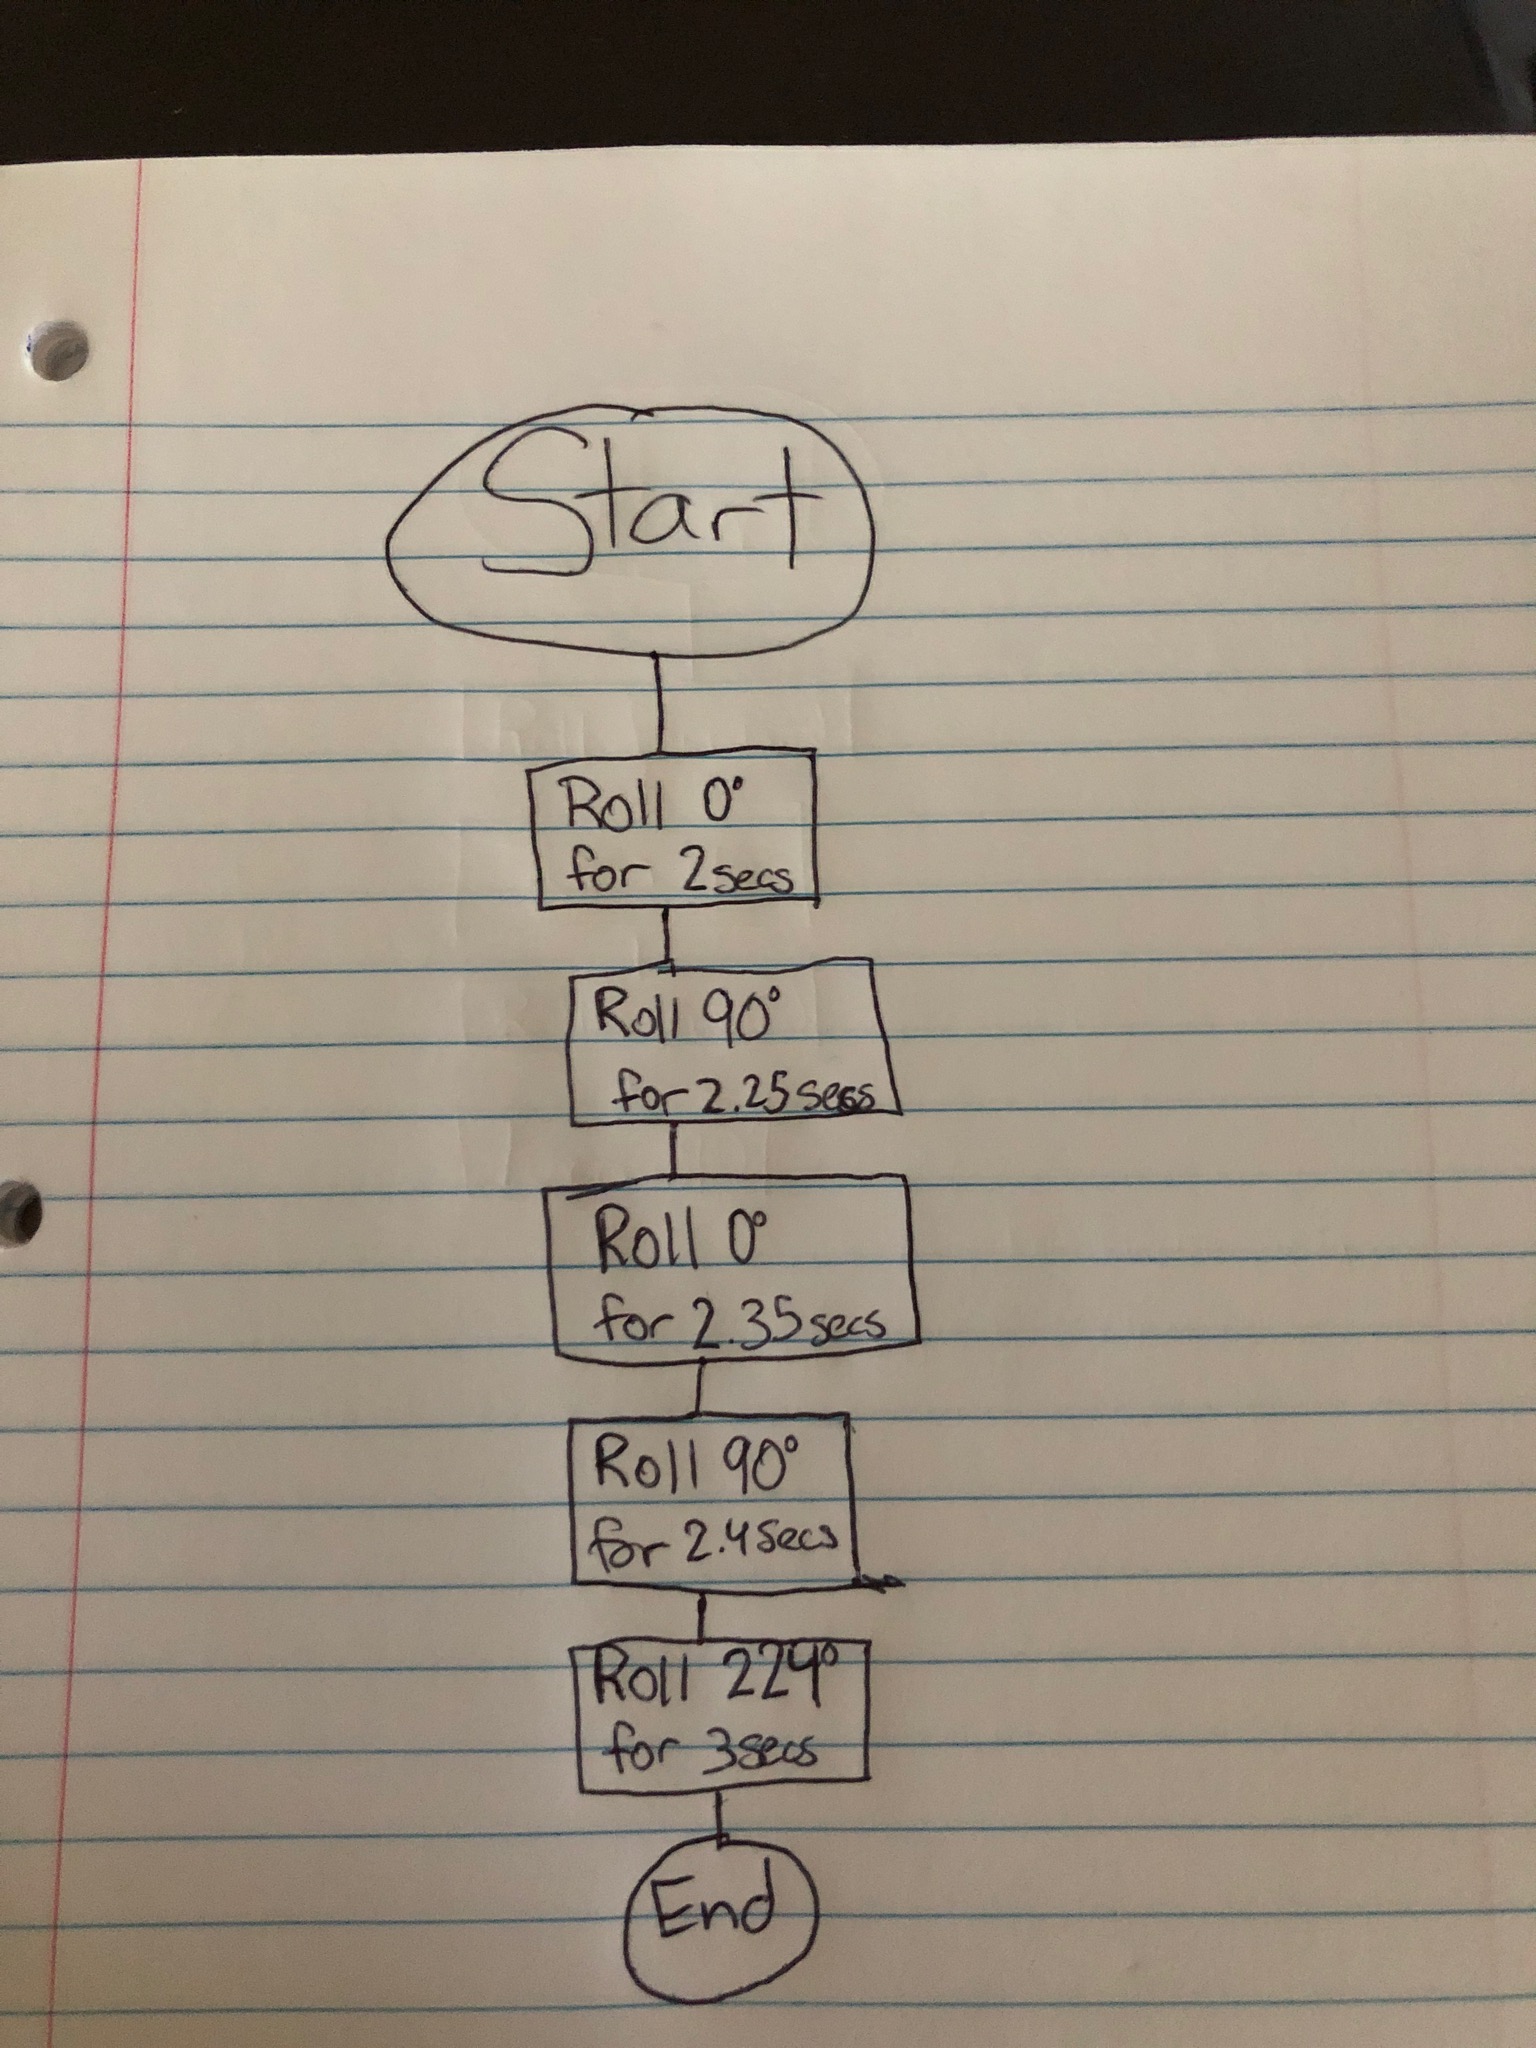 Start
Roll 0°
for 2secs
Roll 90°
for 2.25secs
Roll 0°
for 2.35secs
Roll 90°
for 2.4secs
Roll 224°
for 3secs
End